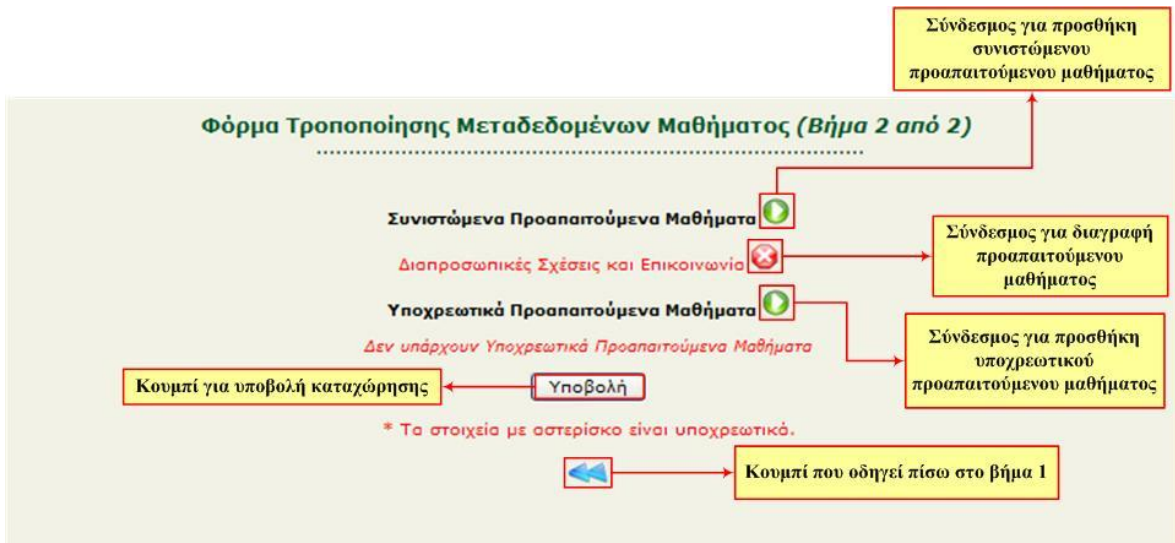 Σύνδεσμος για προσθήκη
συνιστώμενου
προαπαιτούμενου μαθήματος
Φόρμα Τροποποίησης Μεταδεδομένων Μαθήματος (Βήμα 2 από 2)
Συνιστώμενα Προαπαιτούμενα Μαθήματα
Διαπροσωπικές Σχέσεις και Επικοινωνία
Σύνδεσμος για διαγραφή
προαπαιτούμενου
μαθήματος
Υποχρεωτικά Προαπαιτούμενα Μαθήματα
Δεν υπάρχουν Υποχρεωτικά Προαπαιτούμενα Μαθήματα
Σύνδεσμος για προσθήκη
υποχρεωτικού
προαπαιτούμενου μαθήματος
Κουμπί για υποβολή καταχώρησης
Υποβολή
* Τα στοιχεία με αστερίσκο είναι υποχρεωτικά.
Κουμπί που οδηγεί πίσω στο βήμα 1